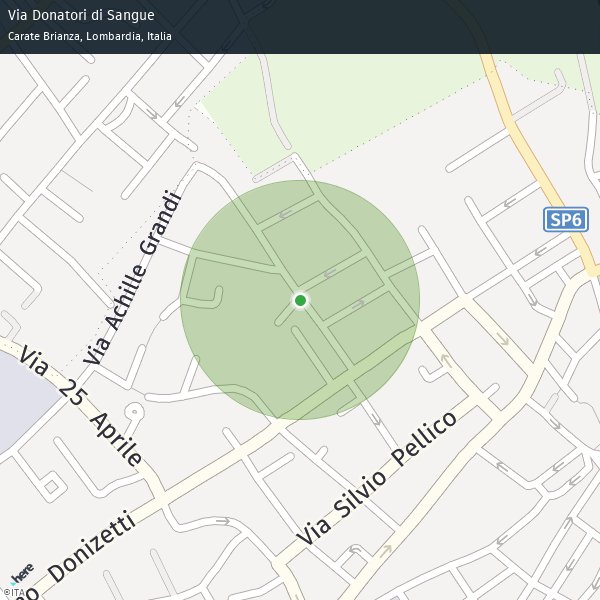 Via Donatori di Sangue
Carate Brianza, Lombardia, Italia
SP6
Via Achille Grandi
Via 25 Aprile
Via Silvio Pellico
Donizetti
here
©ITA